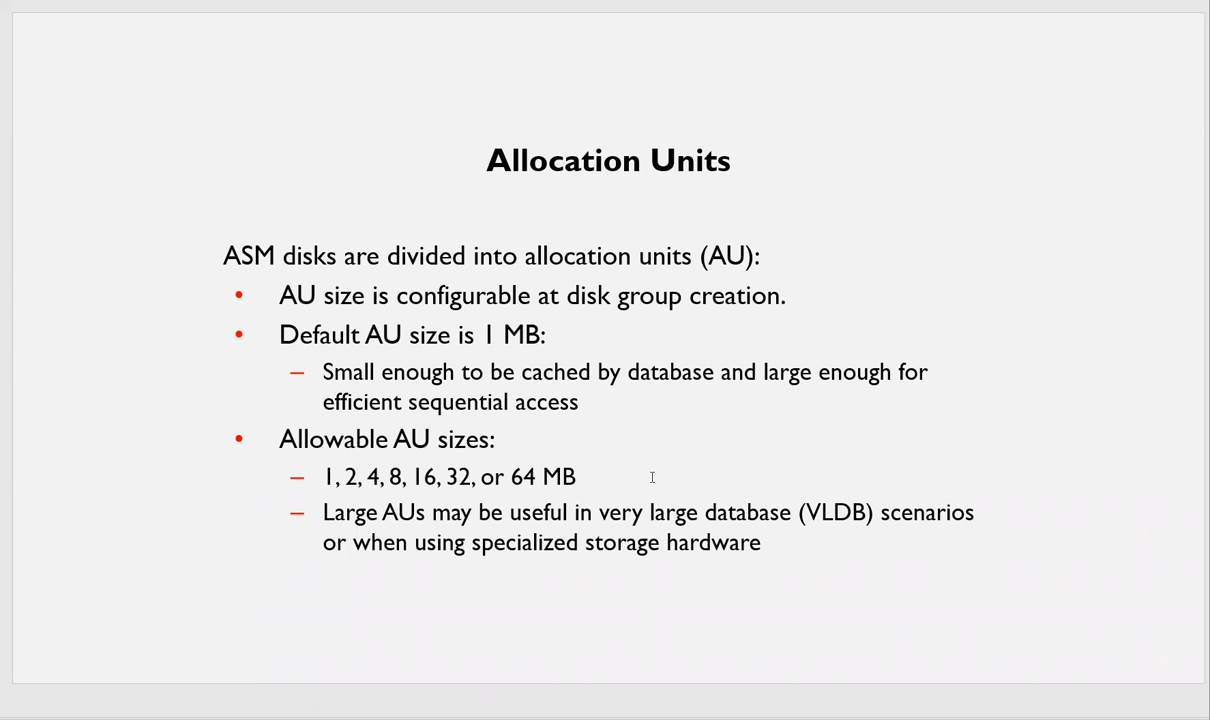 Allocation Units
ASM disks are divided into allocation units (AU):
• AU size is configurable at disk group creation.
• Default AU size is 1 MB:
– Small enough to be cached by database and large enough for
efficient sequential access
• Allowable AU sizes:
– 1, 2, 4, 8, 16, 32, or 64 MB
– Large AUs may be useful in very large database (VLDB) scenarios
or when using specialized storage hardware